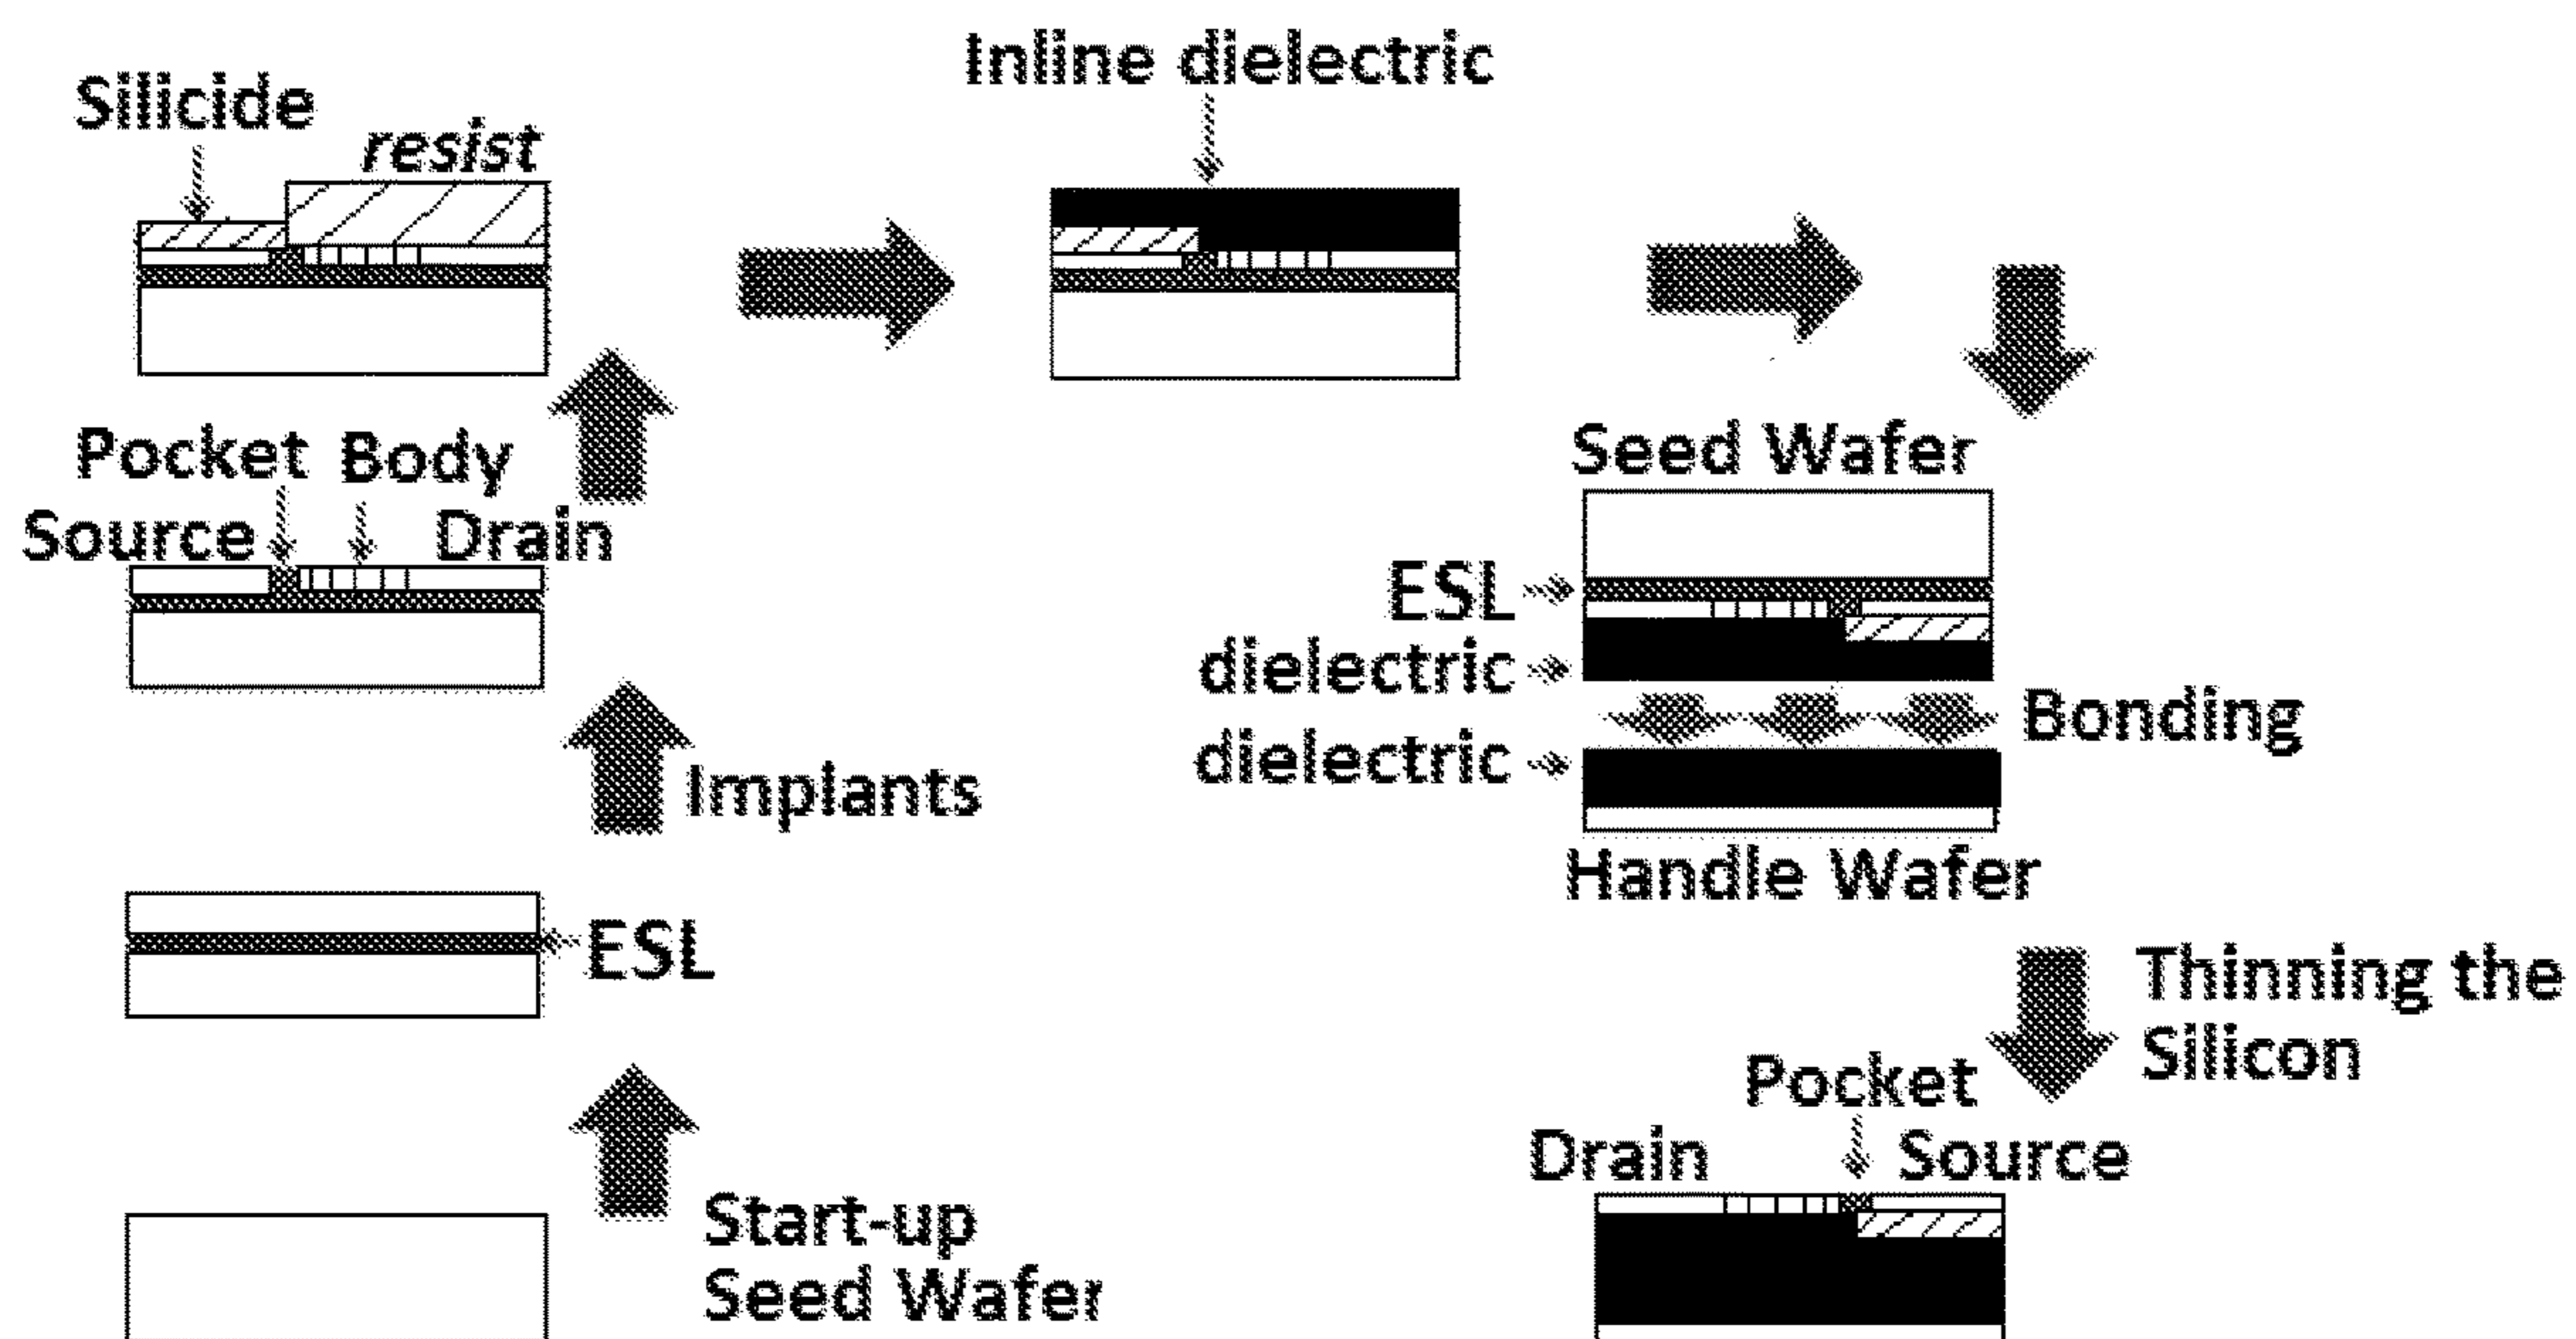 Inline dielectric
Silicide
resist
Pocket Body
Source Drain
Implants
ESL
Start-up
Seed Wafer
Seed Wafer
ESL
dielectric
dielectric
Bonding
Handle Wafer
Thinning the
Silicon
Pocket
Drain Source